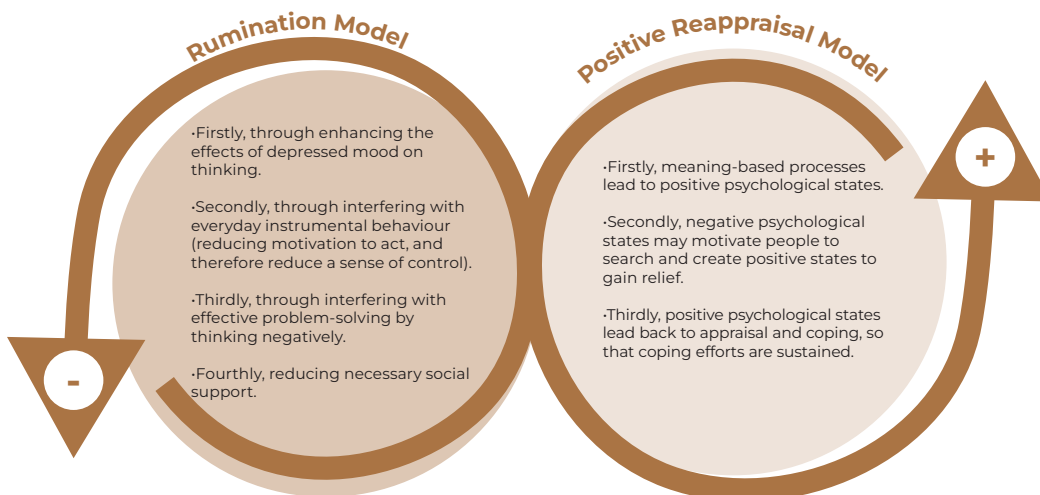 Rumination Model
•Firstly, through enhancing the
effects of depressed mood on
thinking.
•Secondly, through interfering with
everyday instrumental behaviour
(reducing motivation to act, and
therefore reduce a sense of control).
•Thirdly, through interfering with
effective problem-solving by
thinking negatively.
•Fourthly, reducing necessary social
support.
-
Positive Reappraisal Model
•Firstly, meaning-based processes
lead to positive psychological states.
•Secondly, negative psychological
states may motivate people to
search and create positive states to
gain relief.
•Thirdly, positive psychological states
lead back to appraisal and coping, so
that coping efforts are sustained.
+